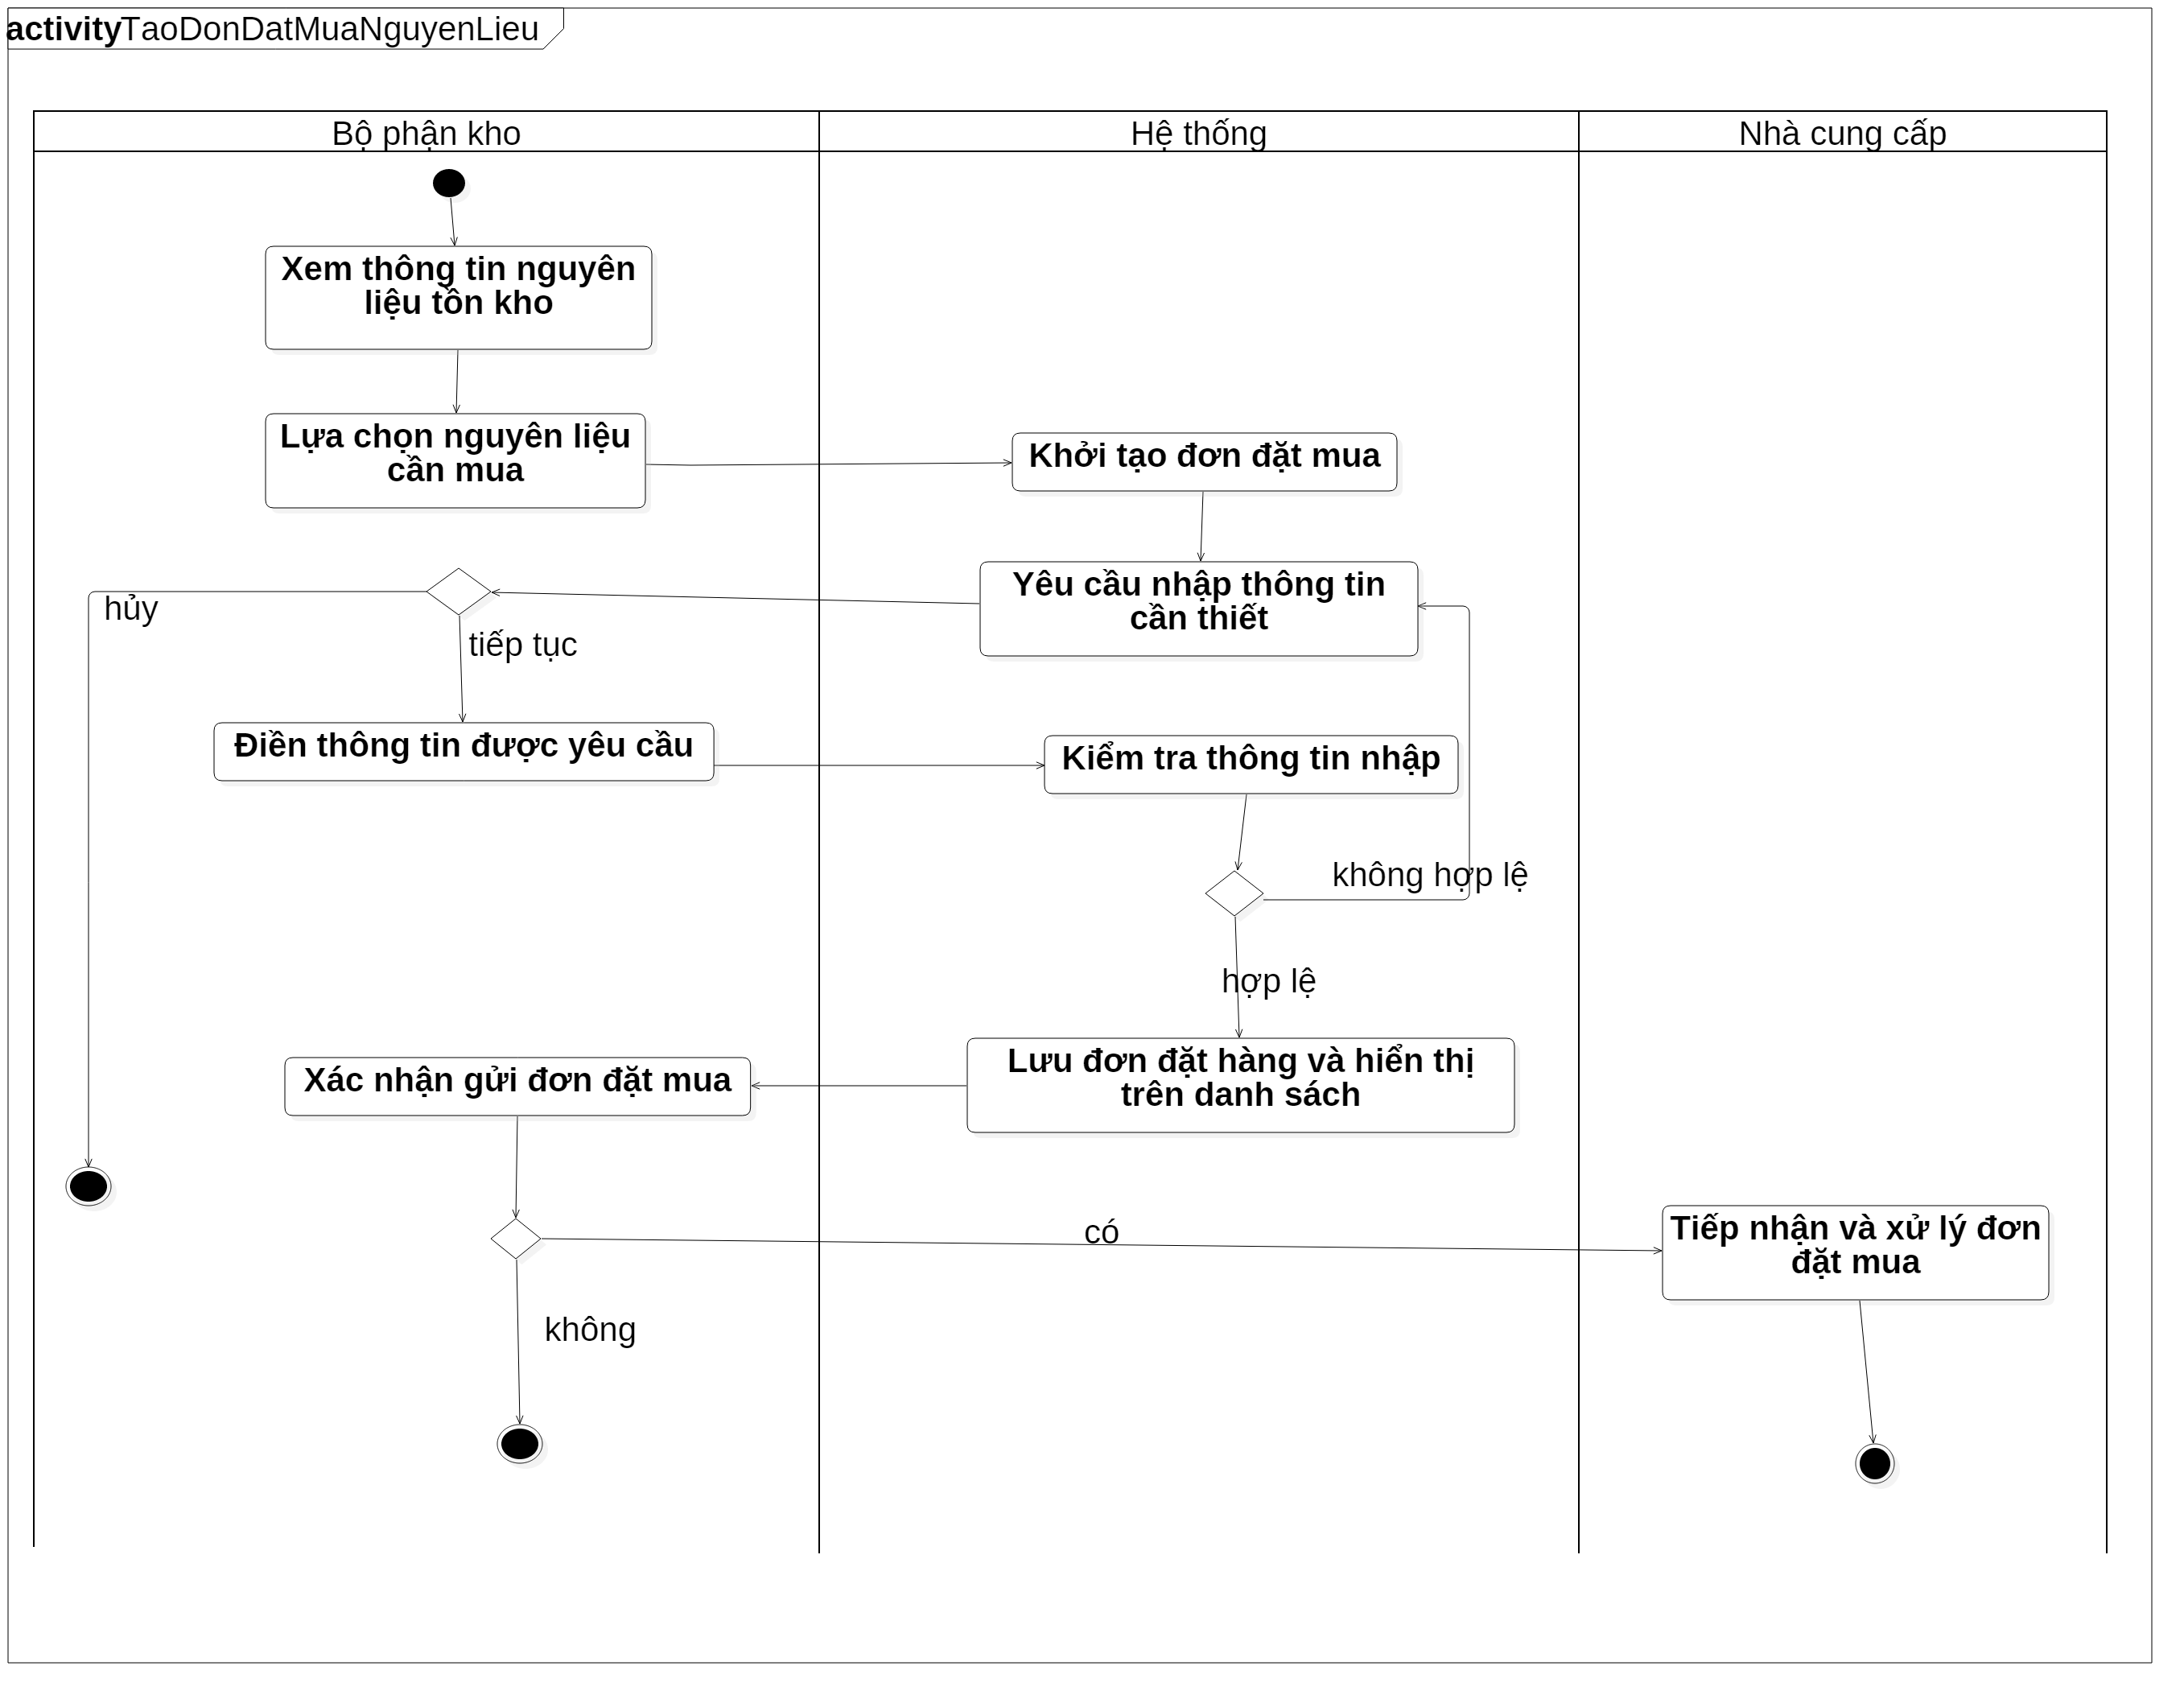 activity TaoDonDatMuaNguyenLieu
Bộ phận kho
Hệ thống
Nhà cung cấp
Xem thông tin nguyên
liệu tồn kho
Lựa chọn nguyên liệu
cần mua
Khởi tạo đơn đặt mua
Yêu cầu nhập thông tin
cần thiết
hủy
tiếp tục
Điền thông tin được yêu cầu
Kiểm tra thông tin nhập
không hợp lệ
hợp lệ
Lưu đơn đặt hàng và hiển thị
trên danh sách
Xác nhận gửi đơn đặt mua
có
Tiếp nhận và xử lý đơn
đặt mua
không